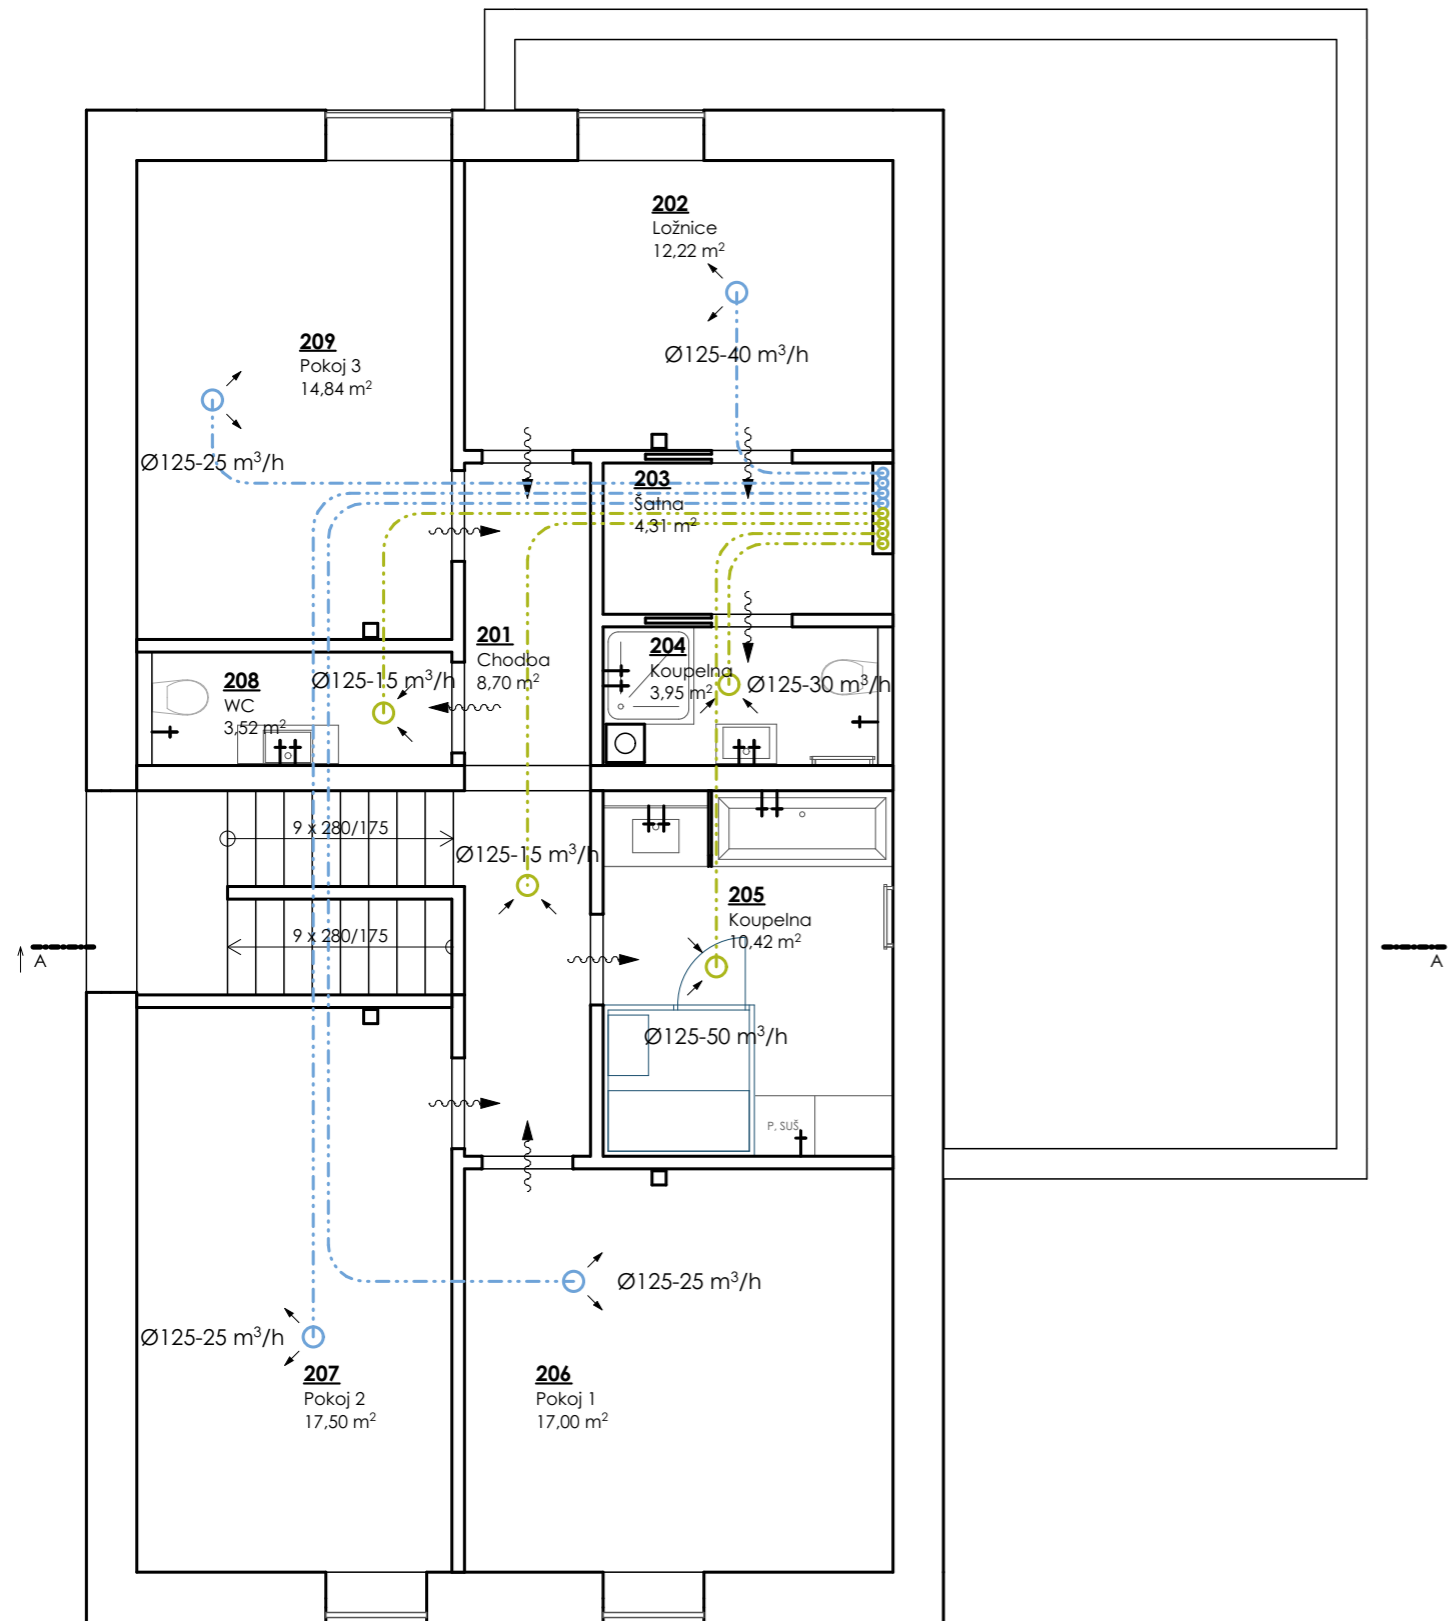 202
Ložnice
12,22 m²
Ø125-40 m³/h
209
Pokoj 3
14,84 m²
Ø125-25 m³/h
203
Šatna
4,31 m²
201
Chodba
8,70 m²
204
Koupelna
3,95 m²
Ø125-30 m³/h
208
WC
3,52 m²
Ø125-15 m³/h
9 x 280/175
Ø125-15 m³/h
205
Koupelna
10,42 m²
9 x 280/175
A
A
Ø125-50 m³/h
P, SUŠ
Ø125-25 m³/h
Ø125-25 m³/h
207
Pokoj 2
17,50 m²
206
Pokoj 1
17,00 m²